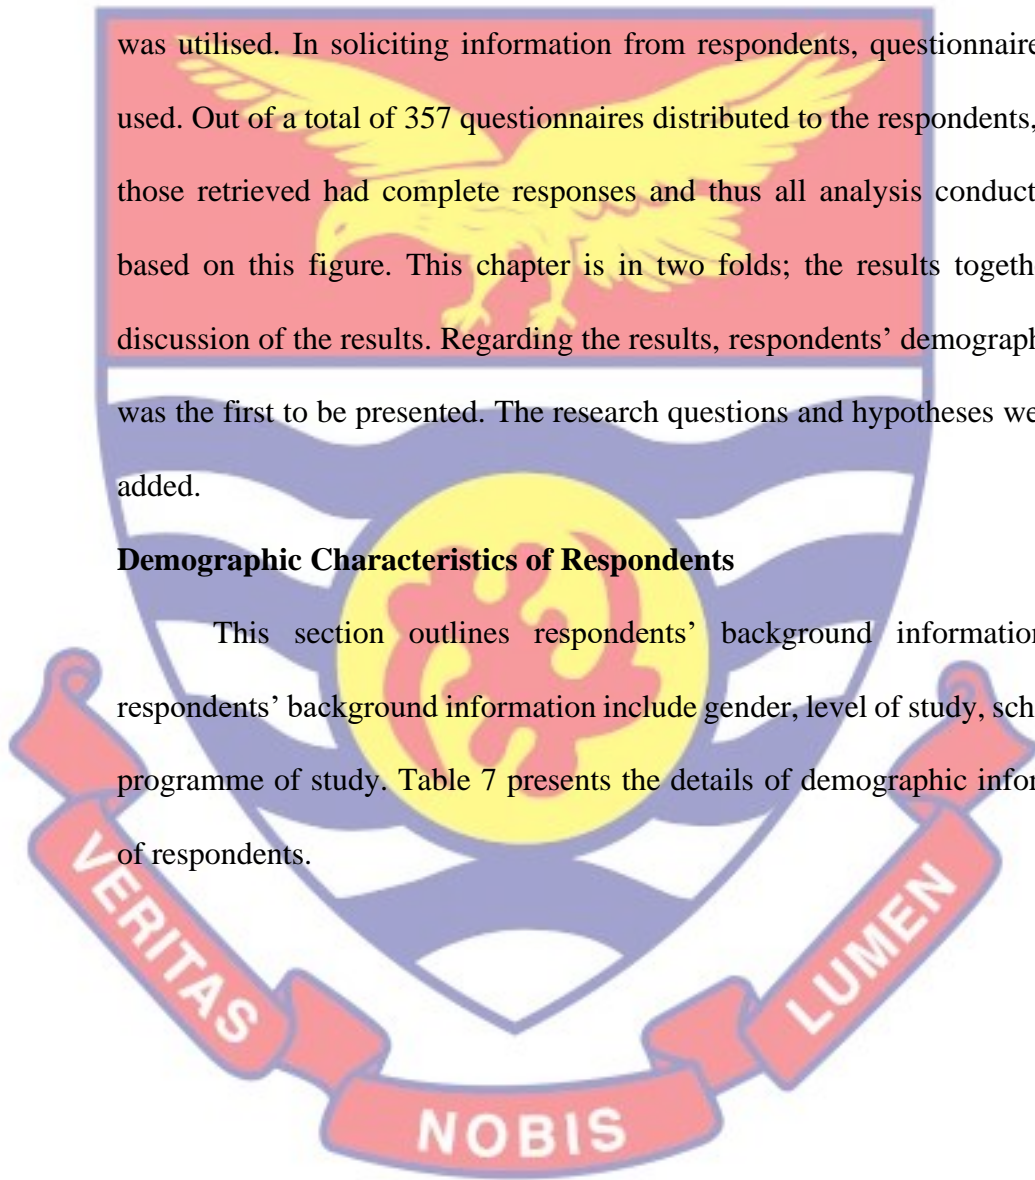 was utilised. In soliciting information from respondents, questionnaire
used. Out of a total of 357 questionnaires distributed to the respondents,
those retrieved had complete responses and thus all analysis conduct
based on this figure. This chapter is in two folds; the results togeth
discussion of the results. Regarding the results, respondents’ demograph
was the first to be presented. The research questions and hypotheses we
added.
Demographic Characteristics of Respondents
This section outlines respondents’ background information
respondents’ background information include gender, level of study, sch
programme of study. Table 7 presents the details of demographic infor
of respondents.
VERITAS
NOBIS
LUMEN